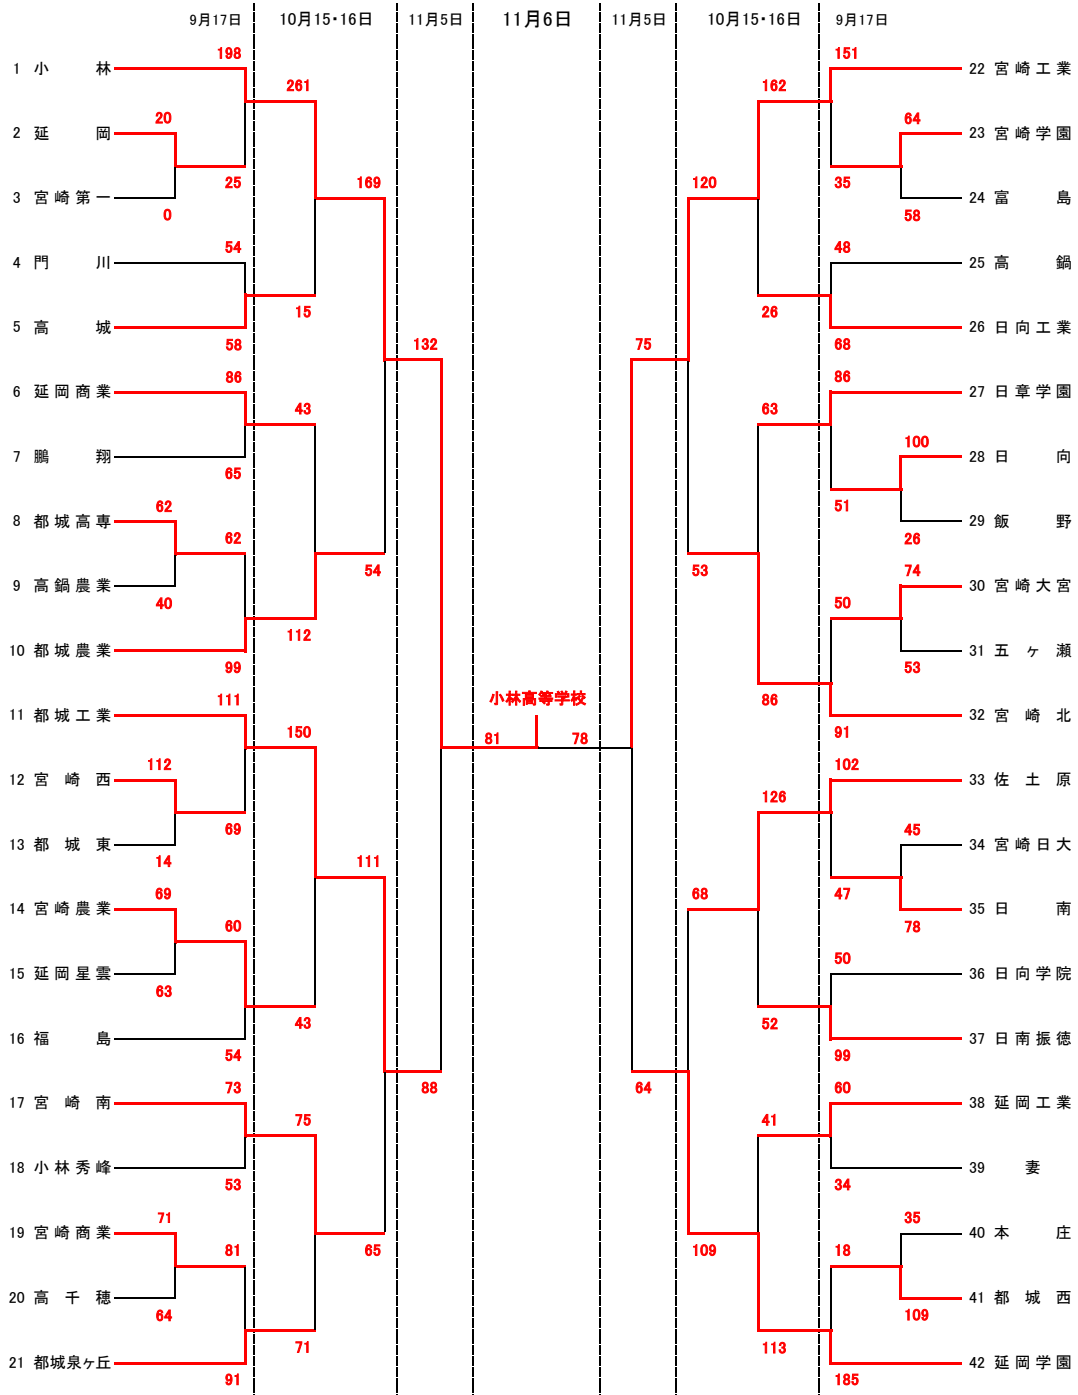 9月17日 10月15・16日 11月5日 11月6日 11月5日 10月15・16日 9月17日
198 151
1 小林 22 宮崎工業
261 162
20 64
2 延岡 23 宮崎学園
25 169 120 35
3 宮崎第一 24 富島
0 58
54 48
4 門川 25 高鍋
15 26
5 高城 26 日向工業
58 132 75 68
86 86
6 延岡商業 27 日章学園
43 63
65 100
7 鵬翔 28 日向
62 51
8 都城高専 29 飯野
62 26
54 53 74
9 高鍋農業 30 宮崎大宮
40 50
112
10 都城農業 31 五ヶ瀬
99 53
111 小林高等学校 86
11 都城工業 32 宮崎北
150 81 78 91
112 102
12 宮崎西 33 佐土原
69 126 45
13 都城東 34 宮崎日大
14 111
69 68 47
14 宮崎農業 35 日南
60 78
15 延岡星雲 50
63 36 日向学院
43 52
16 福島 37 日南振徳
54 99
73 88 64 60
17 宮崎南 38 延岡工業
75 41
18 小林秀峰 39 妻
53 34
71 35
19 宮崎商業 40 本庄
81 65 109 18
20 高千穂 41 都城西
64 109
71 113
21 都城泉ヶ丘 42 延岡学園
91 185